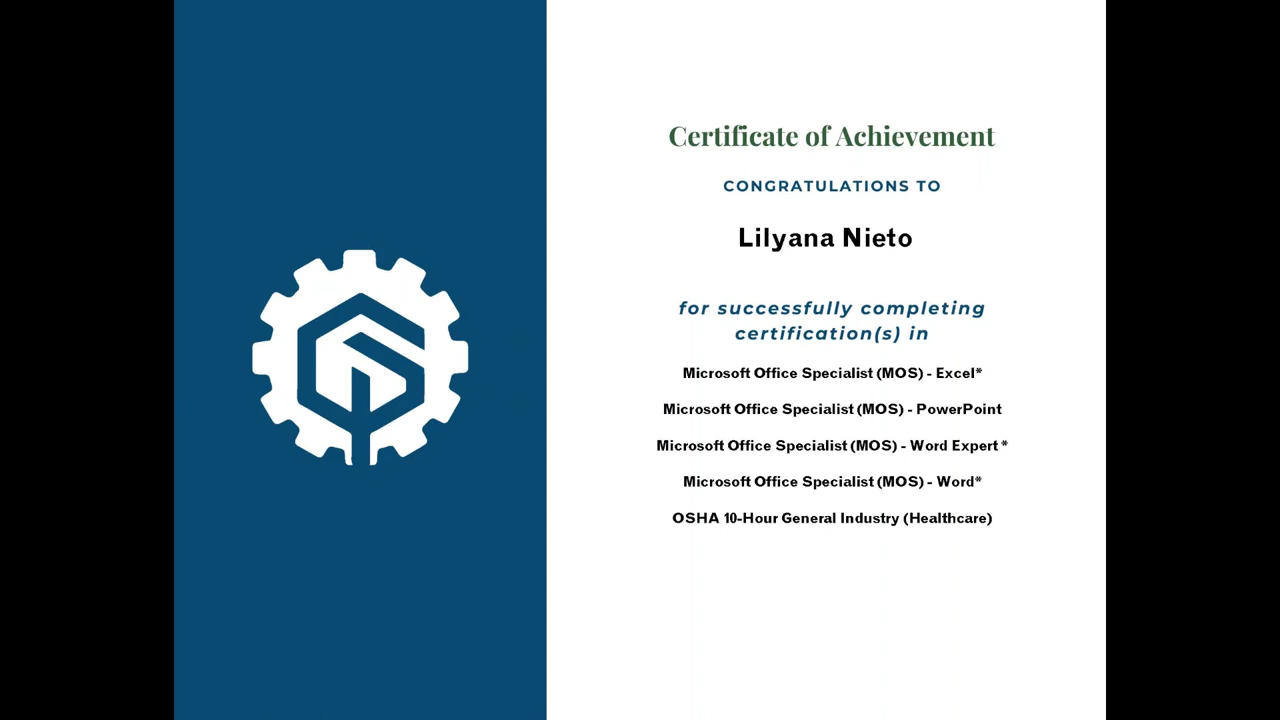 Certificate of Achievement
CONGRATULATIONS TO
Lilyana Nieto
for successfully completing
certification(s) in
Microsoft Office Specialist (MOS) - Excel*
Microsoft Office Specialist (MOS) - PowerPoint
Microsoft Office Specialist (MOS) - Word Expert *
Microsoft Office Specialist (MOS) - Word*
OSHA 10-Hour General Industry (Healthcare)